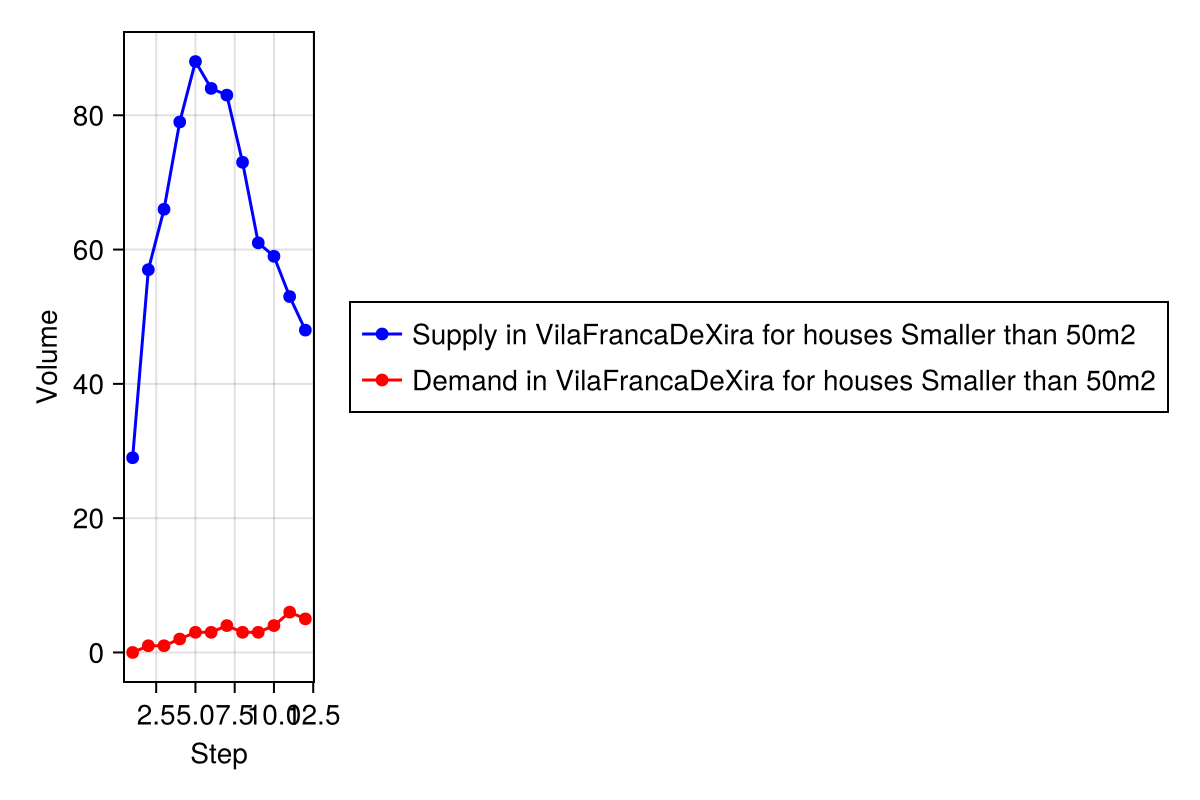 80
60
40
20
0
Volume
2.5 5.0 7.5 10.0 12.5
Step
Supply in VilaFrancaDeXira for houses Smaller than 50m2
Demand in VilaFrancaDeXira for houses Smaller than 50m2